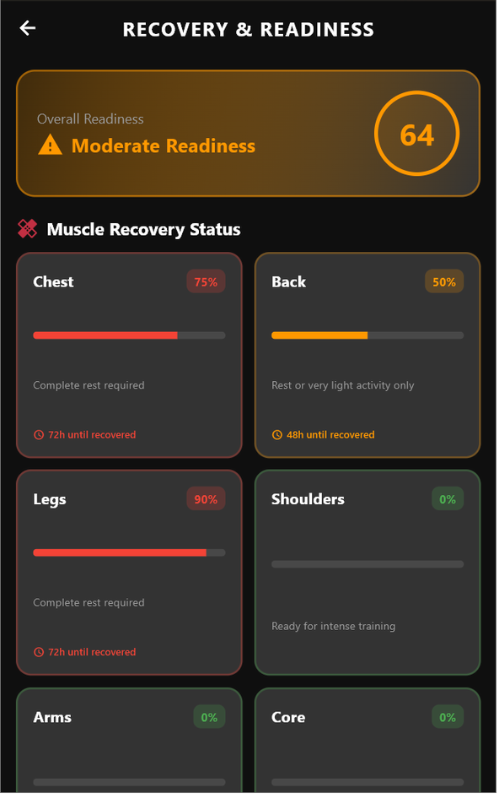 RECOVERY & READINESS
Overall Readiness
Moderate Readiness
64
Muscle Recovery Status
Chest
75%
Complete rest required
72h until recovered
Back
50%
Rest or very light activity only
48h until recovered
Legs
90%
Complete rest required
72h until recovered
Shoulders
0%
Ready for intense training
Arms
0%
Core
0%